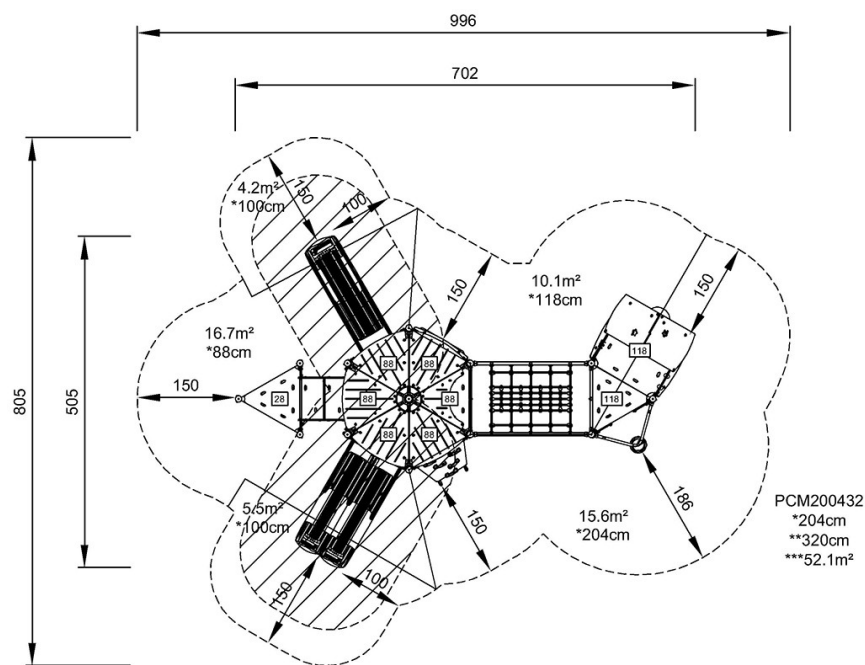 996
702
4.2m²
*100cm
150
100
10.1m²
*118cm
150
150
16.7m²
*88cm
118
805
505
150
88
88
28
88
88
118
88
88
5.5m²
*100cm
150
100
150
15.6m²
*204cm
186
PCM200432
*204cm
**320cm
***52.1m²